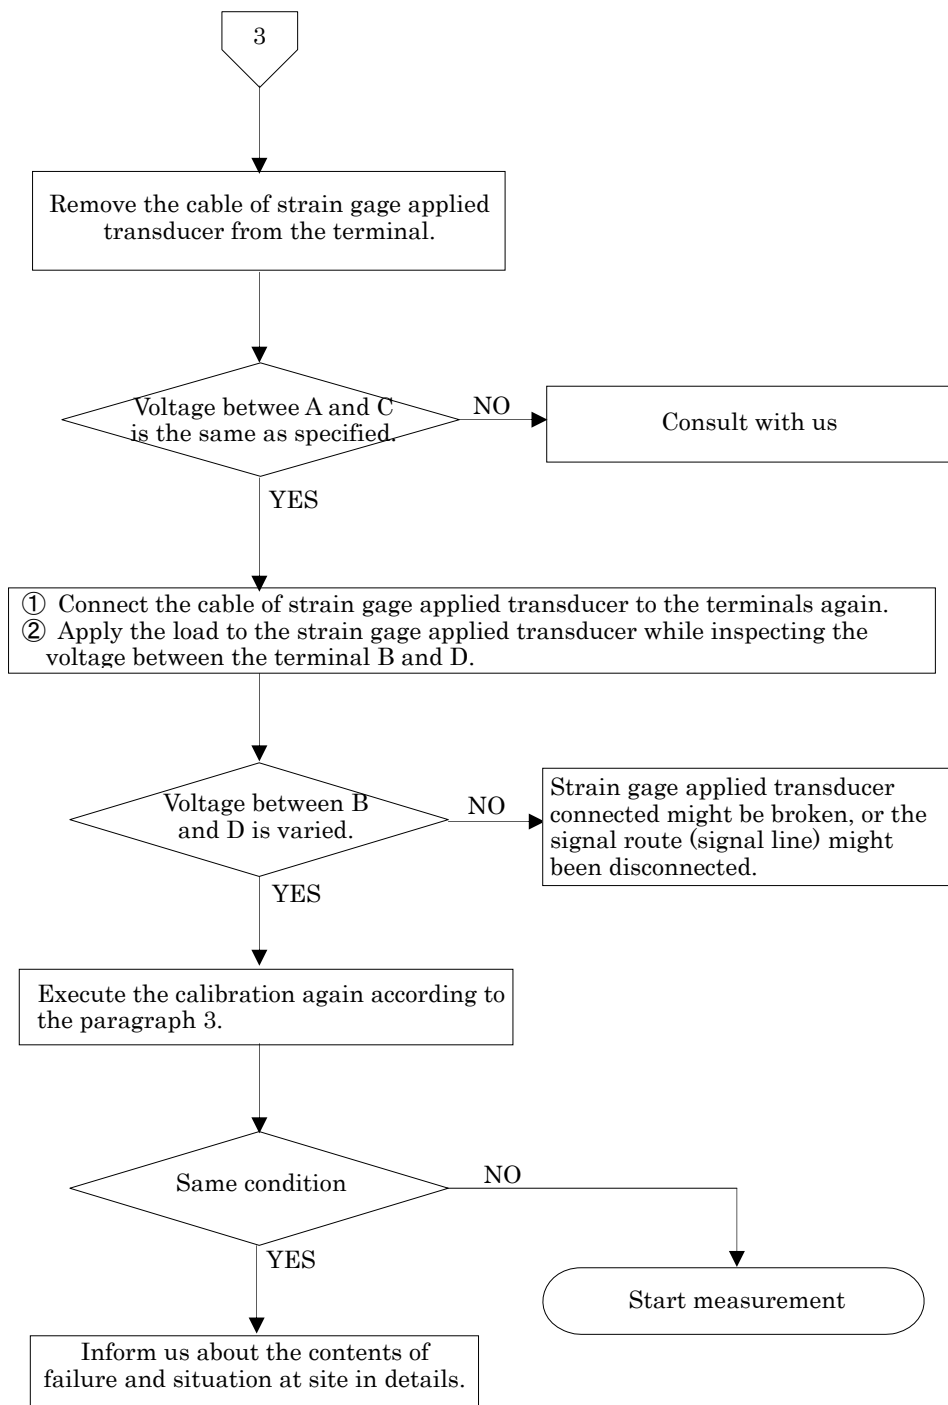 3
Remove the cable of strain gage applied
transducer from the terminal.
Voltage betwee A and C
is the same as specified.
NO
Consult with us
YES
① Connect the cable of strain gage applied transducer to the terminals again.
② Apply the load to the strain gage applied transducer while inspecting the
voltage between the terminal B and D.
Voltage between B
and D is varied.
NO
Strain gage applied transducer
connected might be broken, or the
signal route (signal line) might
been disconnected.
YES
Execute the calibration again according to
the paragraph 3.
Same condition
NO
YES
Start measurement
Inform us about the contents of
failure and situation at site in details.